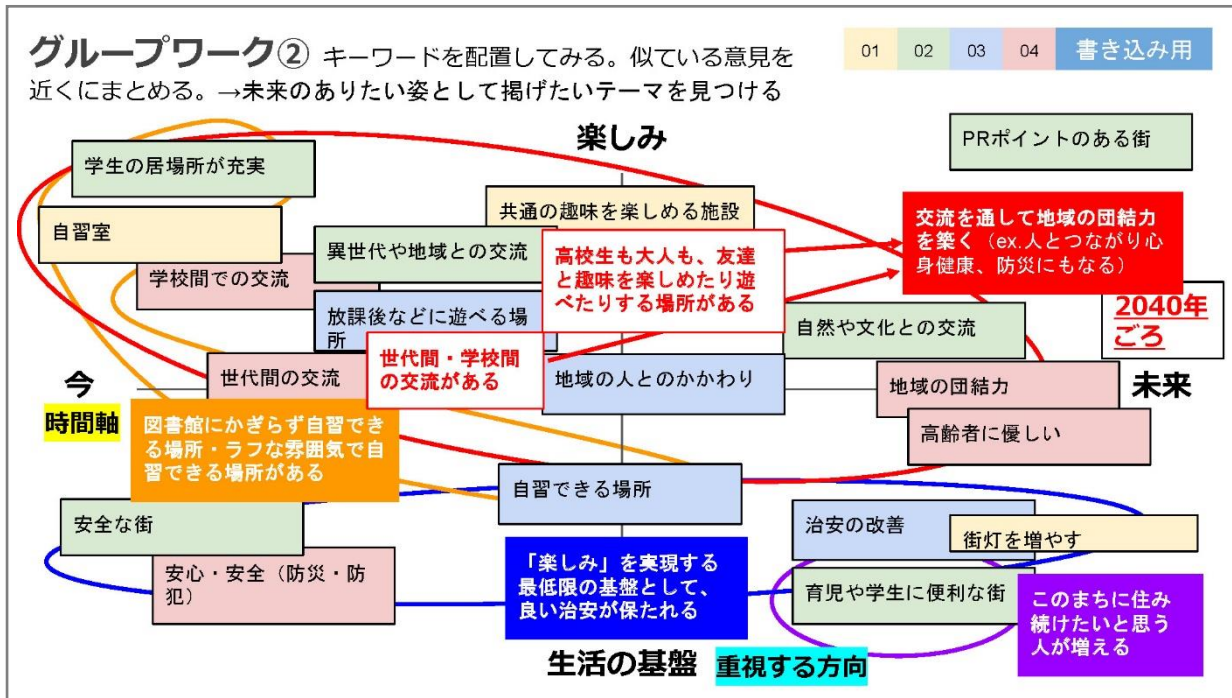 グループワーク② キーワードを配置してみる。似ている意見を
近くにまとめる。→未来のありたい姿として掲げたいテーマを見つける
01
02
03
04
書き込み用
楽しみ
PRポイントのある街
学生の居場所が充実
共通の趣味を楽しめる施設
自習室
異世代や地域との交流
学校間での交流
高校生も大人も、友達
と趣味を楽しめたり遊
べたりする場所がある
交流を通して地域の団結力
を築く（ex.人とつながり心
身健康、防災にもなる）
2040年
ごろ
放課後などに遊べる場
所
自然や文化との交流
世代間・学校間
の交流がある
世代間の交流
地域の人とのかかわり
地域の団結力
今
未来
時間軸
高齢者に優しい
図書館にかぎらず自習でき
る場所・ラフな雰囲気で自
習できる場所がある
自習できる場所
安全な街
治安の改善
街灯を増やす
安心・安全（防災・防
犯）
「楽しみ」を実現する
最低限の基盤として、
良い治安が保たれる
育児や学生に便利な街
このまちに住み
続けたいと思う
人が増える
生活の基盤
重視する方向